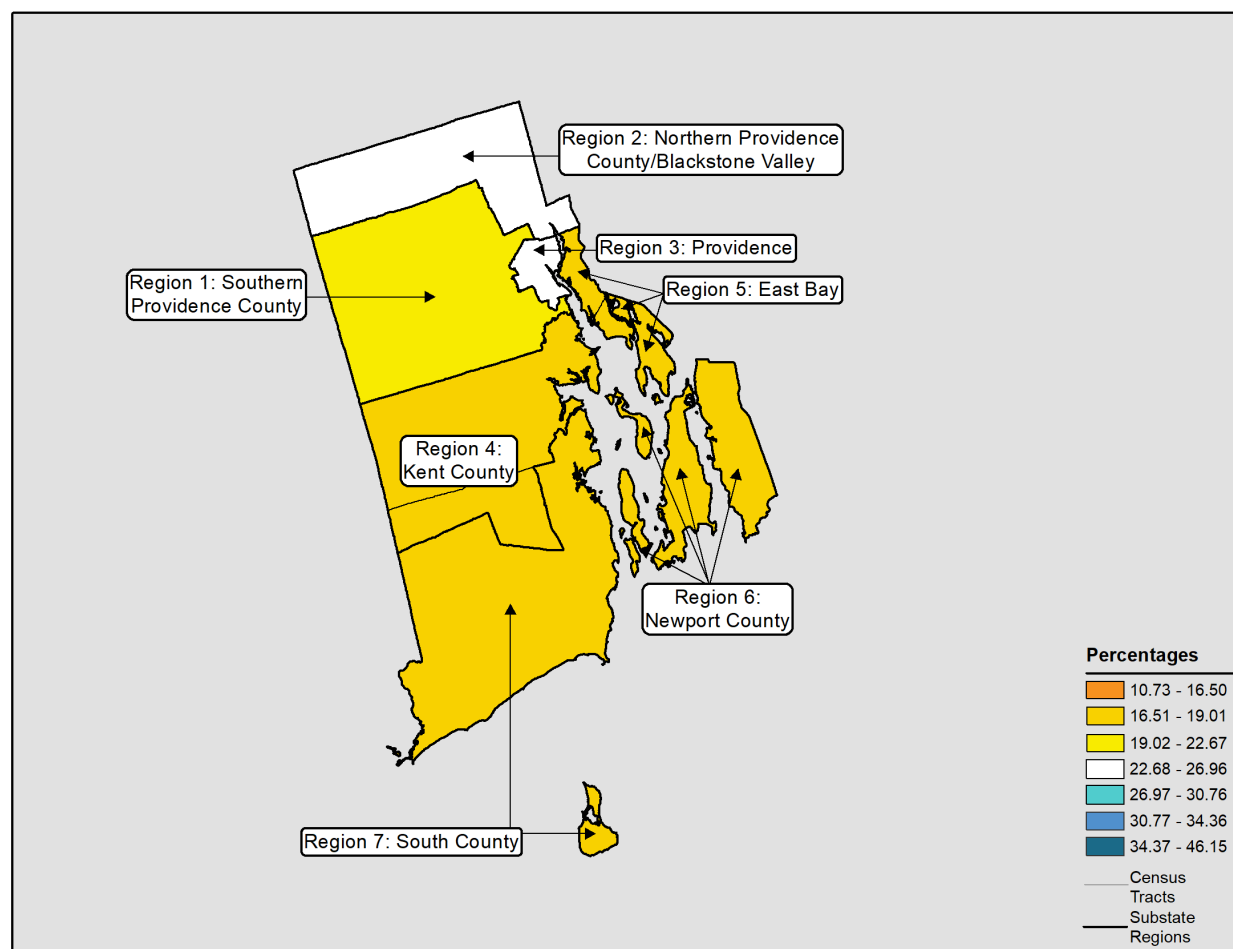 Region 2: Northern Providence
County/Blackstone Valley
Region 3: Providence
Region 1: Southern
Providence County
Region 5: East Bay
Region 4:
Kent County
Region 6:
Newport County
Region 7: South County
Percentages
10.73 - 16.50
16.51 - 19.01
19.02 - 22.67
22.68 - 26.96
26.97 - 30.76
30.77 - 34.36
34.37 - 46.15
Census
Tracts
Substate
Regions